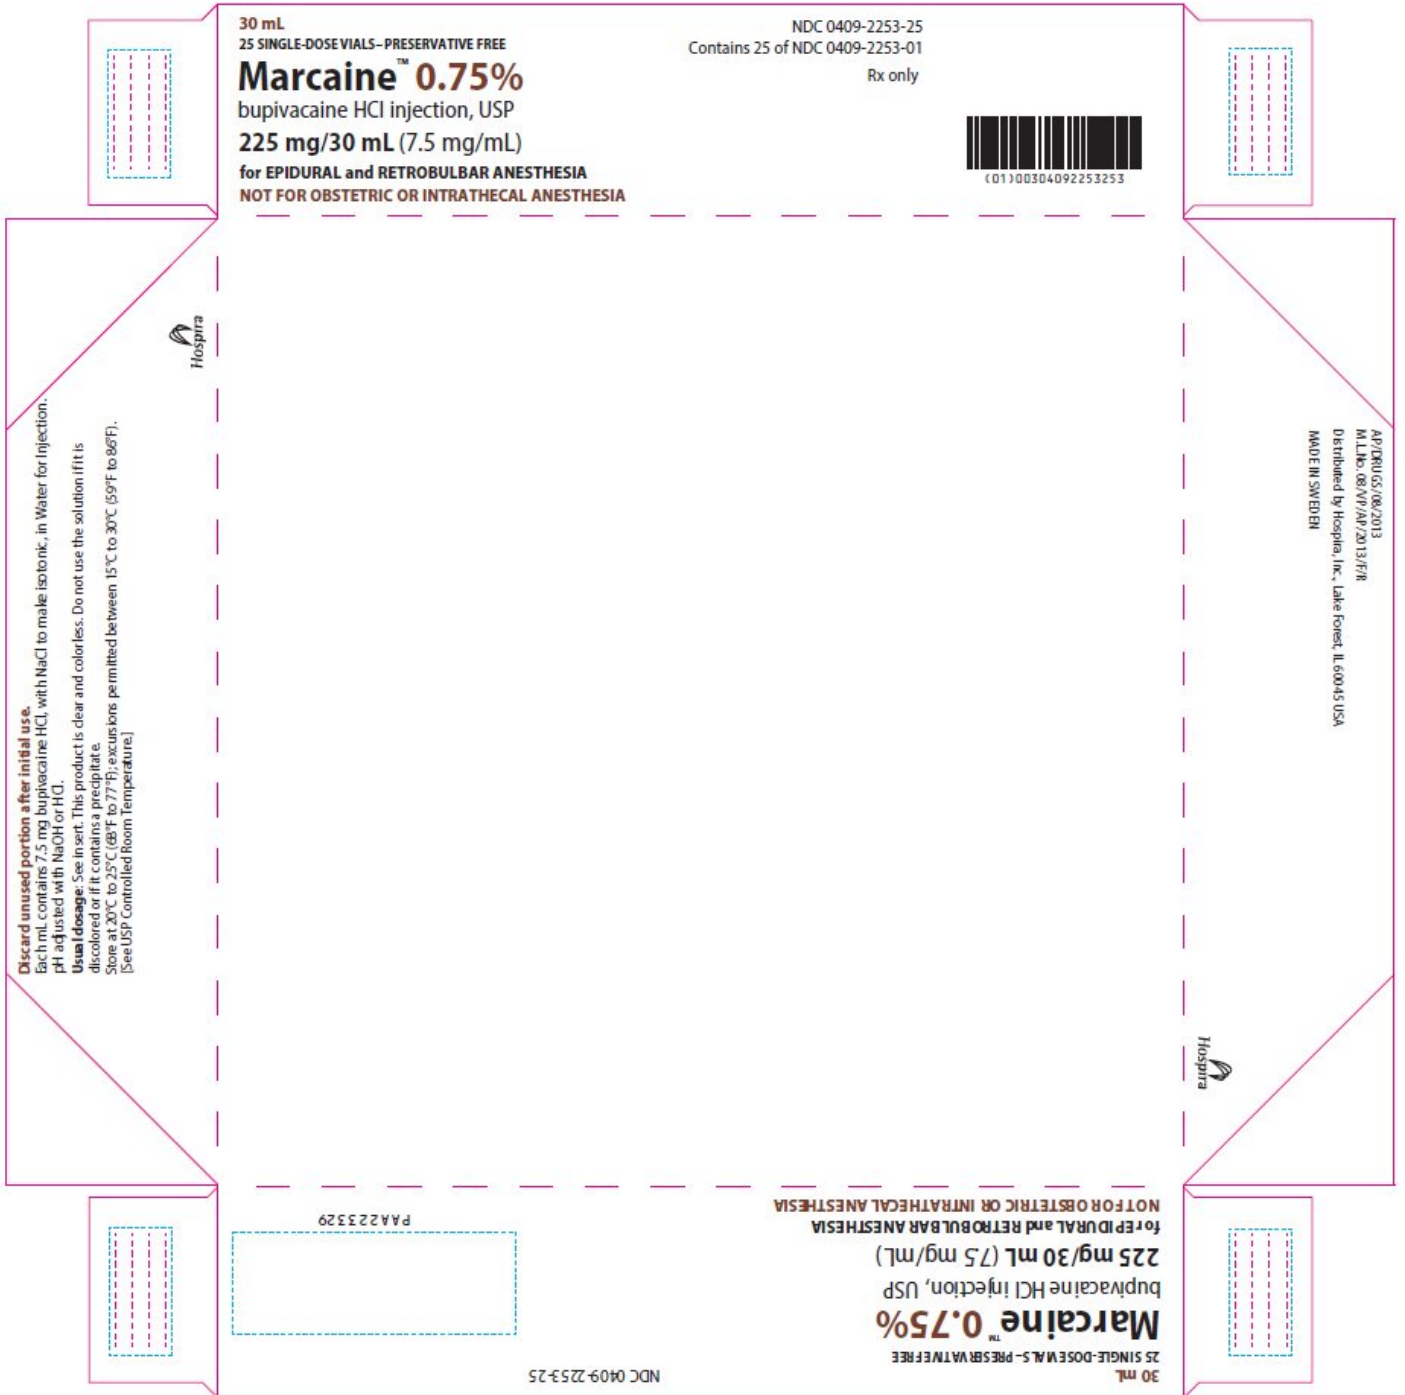 30 mL
25 SINGLE-DOSE VIALS–PRESERVATIVE FREE
Marcaine™ 0.75%
bupivacaine HCl injection, USP
225 mg/30 mL (7.5 mg/mL)
for EPIDURAL and RETROBULBAR ANESTHESIA
NOT FOR OBSTETRIC OR INTRATHECAL ANESTHESIA
NDC 0409-2253-25
Contains 25 of NDC 0409-2253-01
Rx only
(01)00304092253253
Hospira
Discard unused portion after initial use.
Each mL contains 7.5 mg bupivacaine HCl, with NaCl to make isotonic, in Water for Injection.
pH adjusted with NaOH or HCl.
Usual dosage: See insert. This product is clear and colorless. Do not use the solution if it is
discolored or if it contains a precipitate.
Store at 20°C to 25°C (68°F to 77°F); excursions permitted between 15°C to 30°C (59°F to 86°F).
[See USP Controlled Room Temperature.]
AP/DRUGS/08/2013
M.L.No. 08/VP/AP/2013/F/R
Distributed by Hospira, Inc., Lake Forest, IL 60045 USA
MADE IN SWEDEN
Hospira
30 mL
25 SINGLE-DOSE VIALS–PRESERVATIVE FREE
Marcaine™ 0.75%
bupivacaine HCl injection, USP
225 mg/30 mL (7.5 mg/mL)
for EPIDURAL and RETROBULBAR ANESTHESIA
NOT FOR OBSTETRIC OR INTRATHECAL ANESTHESIA
NDC 0409-2253-25
PAA223329